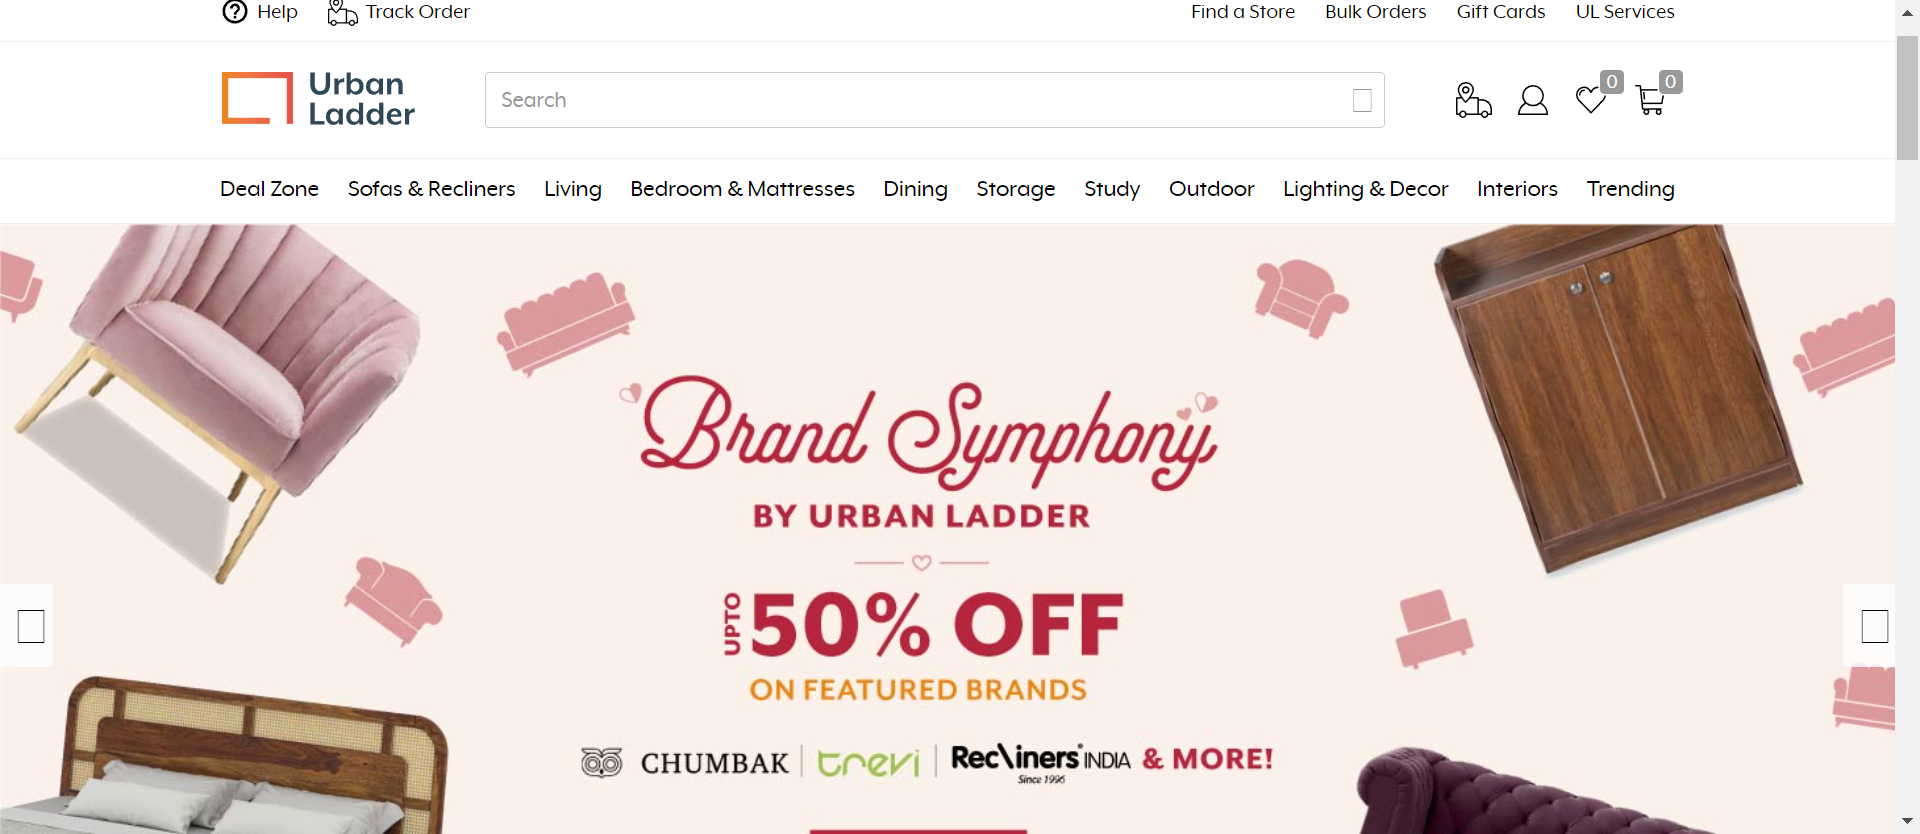 Help
Track Order
Find a Store
Bulk Orders
Gift Cards
UL Services
Urban
Ladder
Search
0
0
Deal Zone
Sofas & Recliners
Living
Bedroom & Mattresses
Dining
Storage
Study
Outdoor
Lighting & Decor
Interiors
Trending
Brand Symphony
BY URBAN LADDER
UPTO 50% OFF
ON FEATURED BRANDS
CHUMBAK
trevi
Recliners INDIA
Since 1996
& MORE!